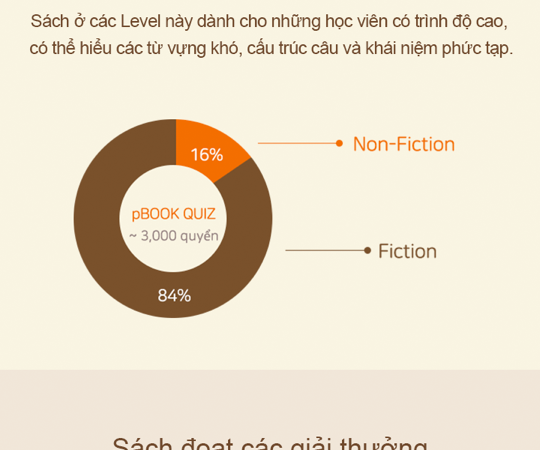 Sách ở các Level này dành cho những học viên có trình độ cao,
có thể hiểu các từ vựng khó, cấu trúc câu và khái niệm phức tạp.
16%
Non-Fiction
pBOOK QUIZ
~ 3,000 quyển
Fiction
84%
Sách đoạt các giải thưởng